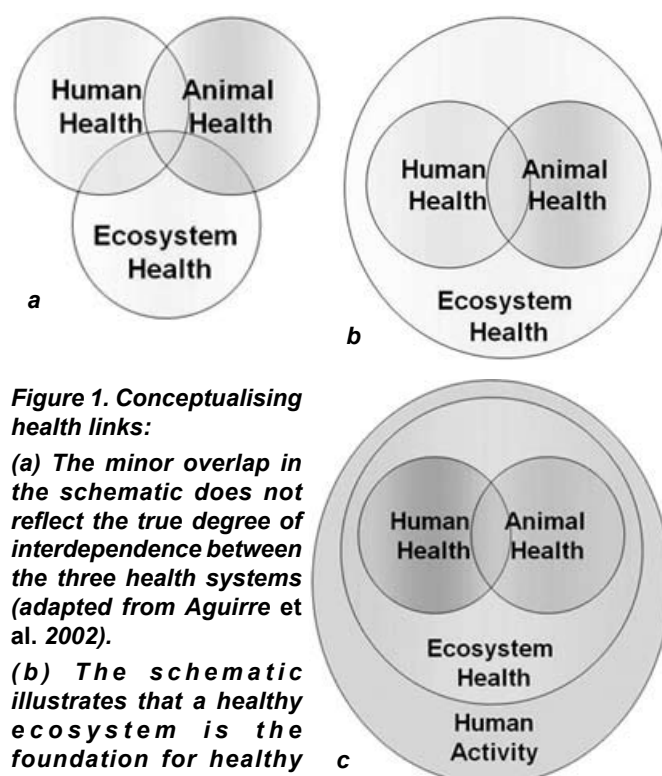 Human
Health
Animal
Health
Ecosystem
Health
a
Human
Health
Animal
Health
Ecosystem
Health
b
Figure 1. Conceptualising
health links:
(a) The minor overlap in
the schematic does not
reflect the true degree of
interdependence between
the three health systems
(adapted from Aguirre et
al. 2002).
(b) The schematic
illustrates that a healthy
ecosystem is the
foundation for healthy
Human
Health
Animal
Health
Ecosystem
Health
Human
Activity
c